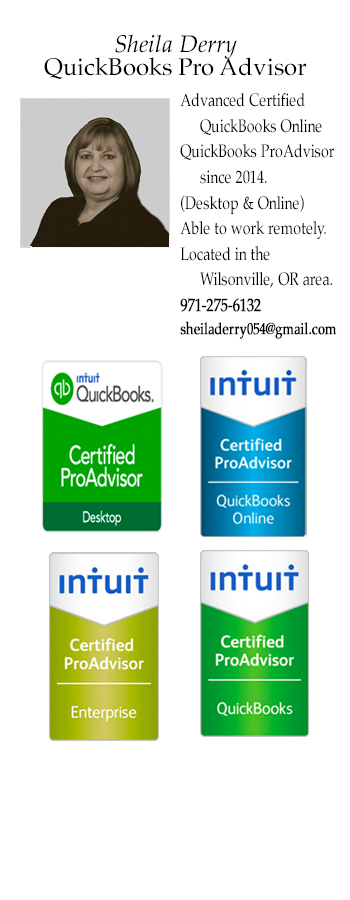 Sheila Derry
QuickBooks Pro Advisor
Advanced Certified
QuickBooks Online
QuickBooks ProAdvisor
since 2014.
(Desktop & Online)
Able to work remotely.
Located in the
Wilsonville, OR area.
971-275-6132
sheiladerry054@gmail.com
qb intuit
QuickBooks.
Certified
ProAdvisor
Desktop
intuit
Certified
ProAdvisor
QuickBooks
Online
intuit
Certified
ProAdvisor
Enterprise
intuit
Certified
ProAdvisor
QuickBooks